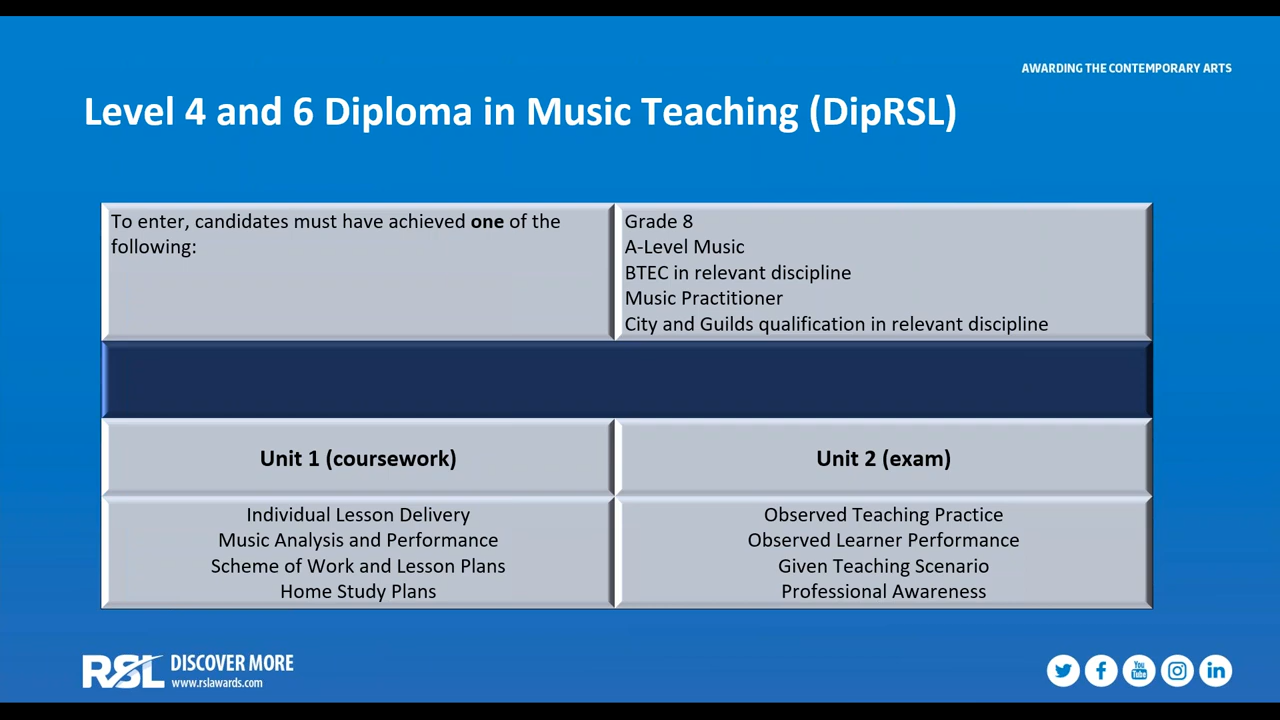 AWARDING THE CONTEMPORARY ARTS
Level 4 and 6 Diploma in Music Teaching (DipRSL)
To enter, candidates must have achieved one of the
following:
Grade 8
A-Level Music
BTEC in relevant discipline
Music Practitioner
City and Guilds qualification in relevant discipline
Unit 1 (coursework)
Unit 2 (exam)
Individual Lesson Delivery
Music Analysis and Performance
Scheme of Work and Lesson Plans
Home Study Plans
Observed Teaching Practice
Observed Learner Performance
Given Teaching Scenario
Professional Awareness
RSL DISCOVER MORE
www.rslawards.com
You
Tube
in